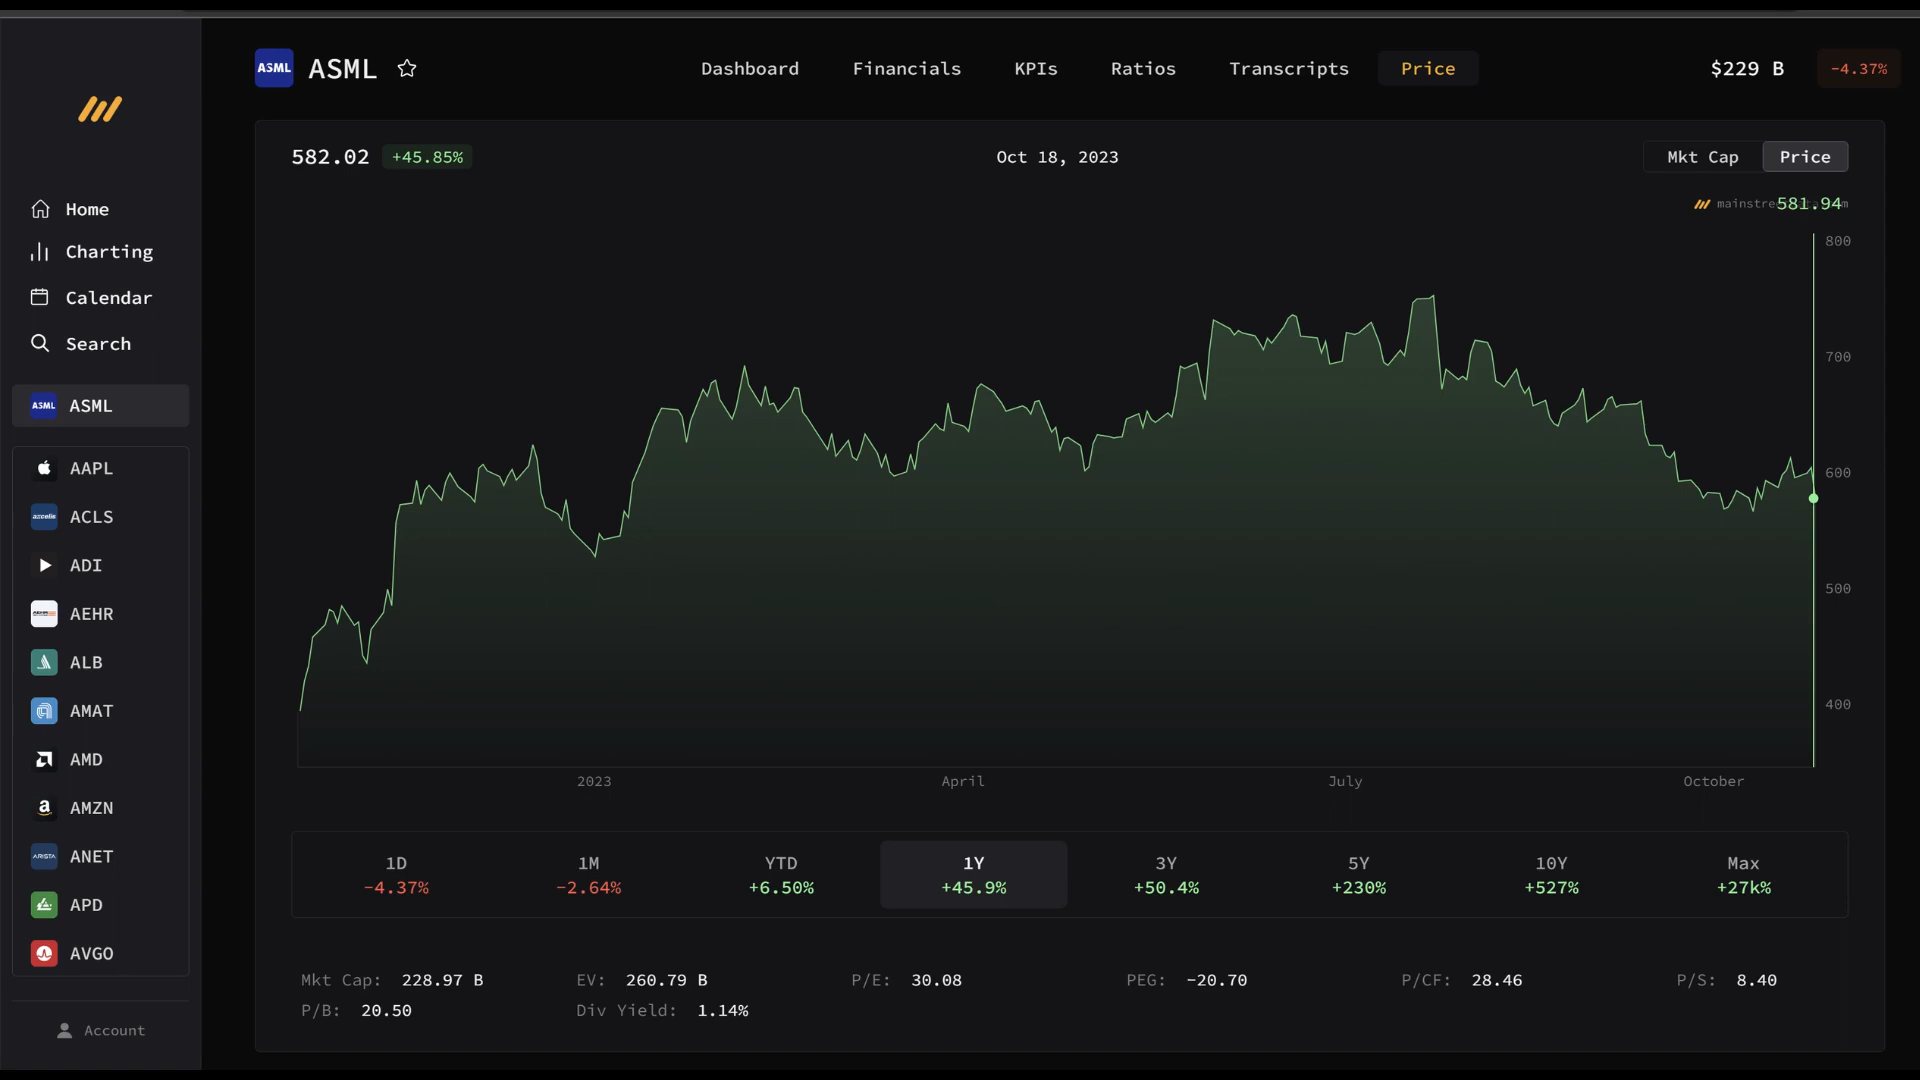 ASML ASML Dashboard Financials KPIs Ratios Transcripts Price $229 B -4.37%
582.02 +45.85% Oct 18, 2023 Mkt Cap Price
581.94
800
700
600
500
400
2023 April July October
1D 1M YTD 1Y 3Y 5Y 10Y Max
-4.37% -2.64% +6.50% +45.9% +50.4% +230% +527% +27k%
Mkt Cap: 228.97 B EV: 260.79 B P/E: 30.08 PEG: -20.70 P/CF: 28.46 P/S: 8.40
P/B: 20.50 Div Yield: 1.14%
Home
Charting
Calendar
Search
ASML ASML
AAPL
axcelis ACLS
ADI
AEHR
ALB
AMAT
AMD
a AMZN
ARISTA ANET
APD
AVGO
Account